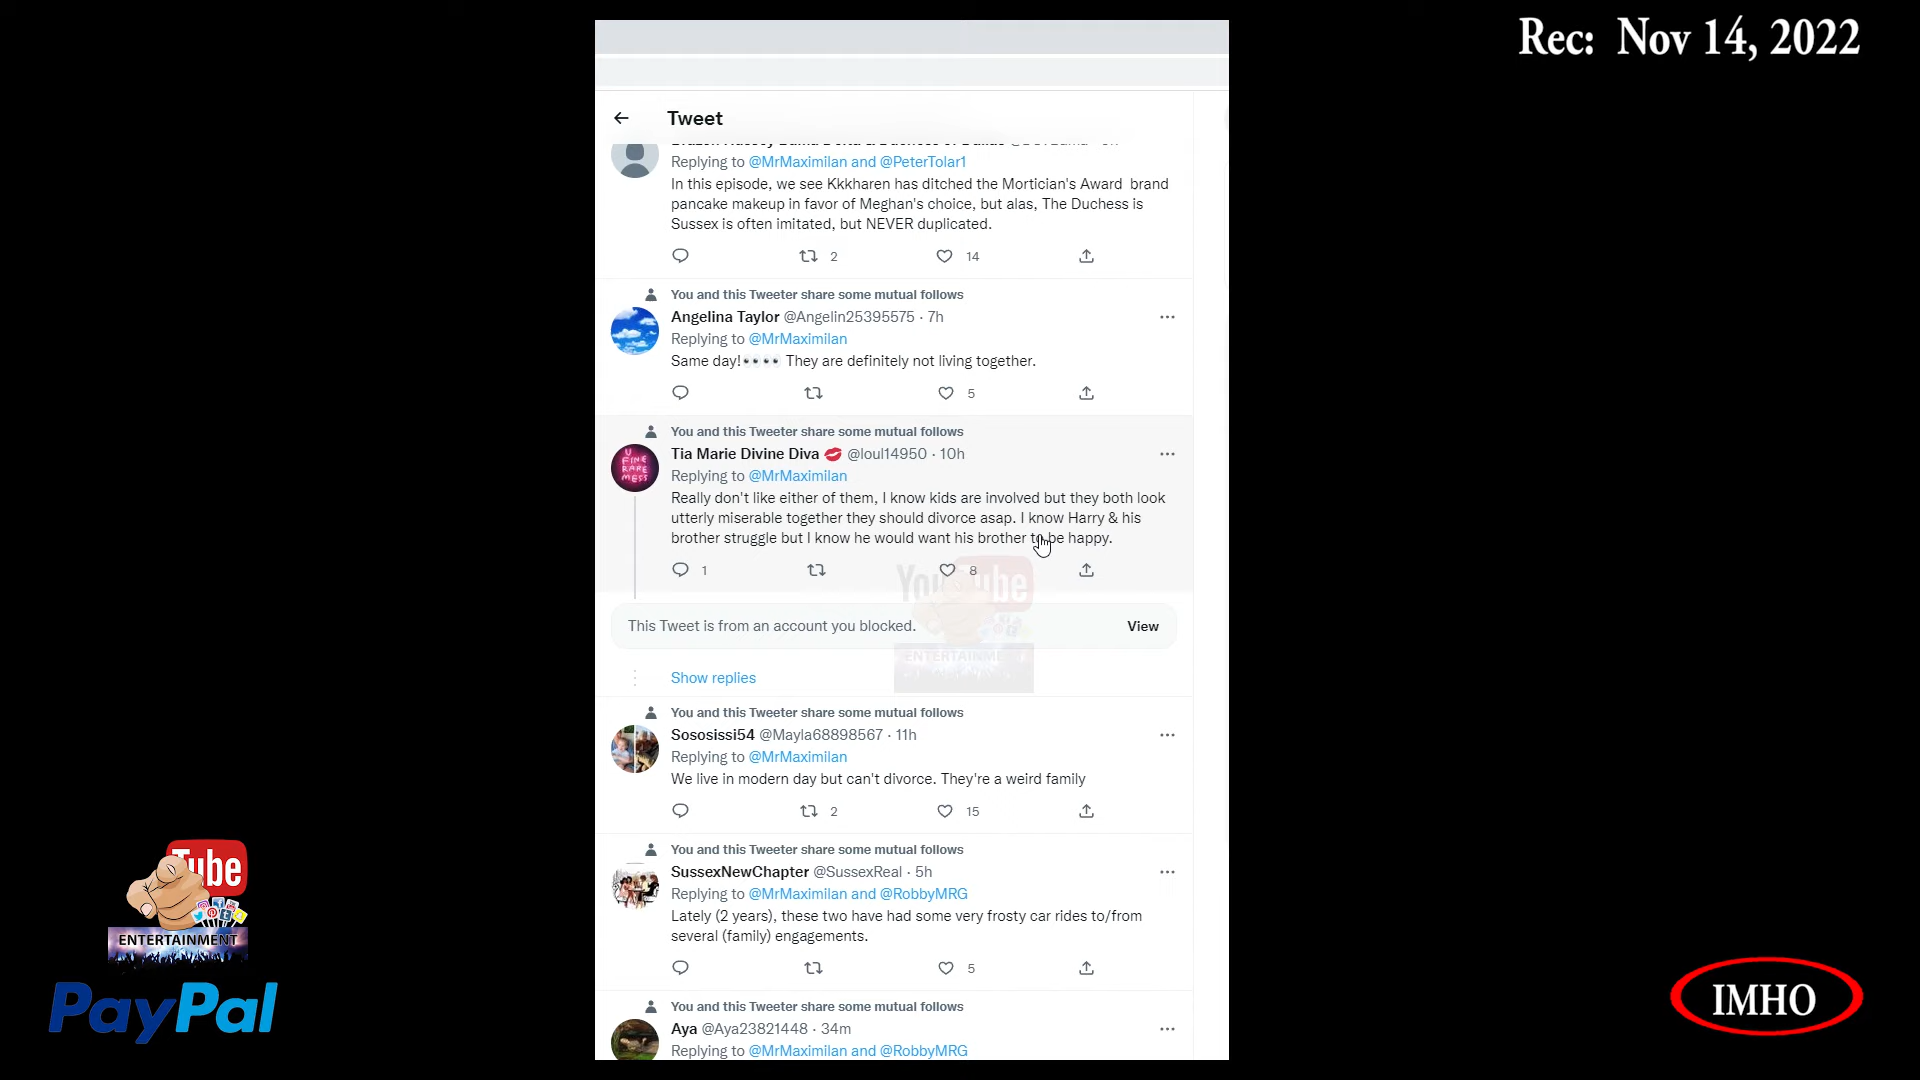 Rec: Nov 14, 2022
Tweet
Replying to @MrMaximilan and @PeterTolar1
In this episode, we see Kkkharen has ditched the Mortician's Award brand
pancake makeup in favor of Meghan's choice, but alas, The Duchess is
Sussex is often imitated, but NEVER duplicated.
2 14
You and this Tweeter share some mutual follows
Angelina Taylor @Angelin25395575 · 7h
Replying to @MrMaximilan
Same day!👀👀 They are definitely not living together.
5
You and this Tweeter share some mutual follows
U FINE RARE MESS
Tia Marie Divine Diva 💋 @loul14950 · 10h
Replying to @MrMaximilan
Really don't like either of them, I know kids are involved but they both look
utterly miserable together they should divorce asap. I know Harry & his
brother struggle but I know he would want his brother to be happy.
1 8
YouTube
This Tweet is from an account you blocked. View
ENTERTAINME
Show replies
You and this Tweeter share some mutual follows
Sososissi54 @Mayla68898567 · 11h
Replying to @MrMaximilan
We live in modern day but can't divorce. They're a weird family
2 15
You and this Tweeter share some mutual follows
SussexNewChapter @SussexReal · 5h
Replying to @MrMaximilan and @RobbyMRG
Lately (2 years), these two have had some very frosty car rides to/from
several (family) engagements.
5
You and this Tweeter share some mutual follows
Aya @Aya23821448 · 34m
Replying to @MrMaximilan and @RobbyMRG
Tube
ENTERTAINMENT
PayPal
IMHO